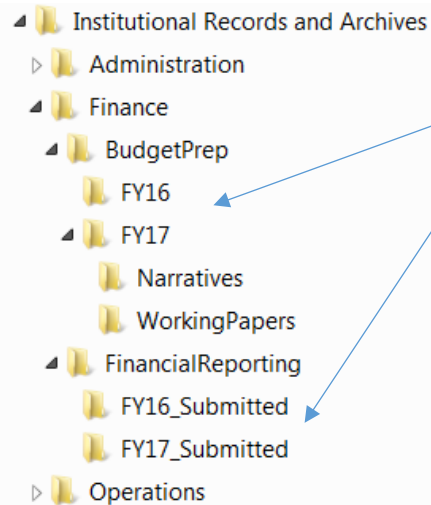 Institutional Records and Archives
Administration
Finance
BudgetPrep
FY16
FY17
Narratives
WorkingPapers
FinancialReporting
FY16_Submitted
FY17_Submitted
Operations